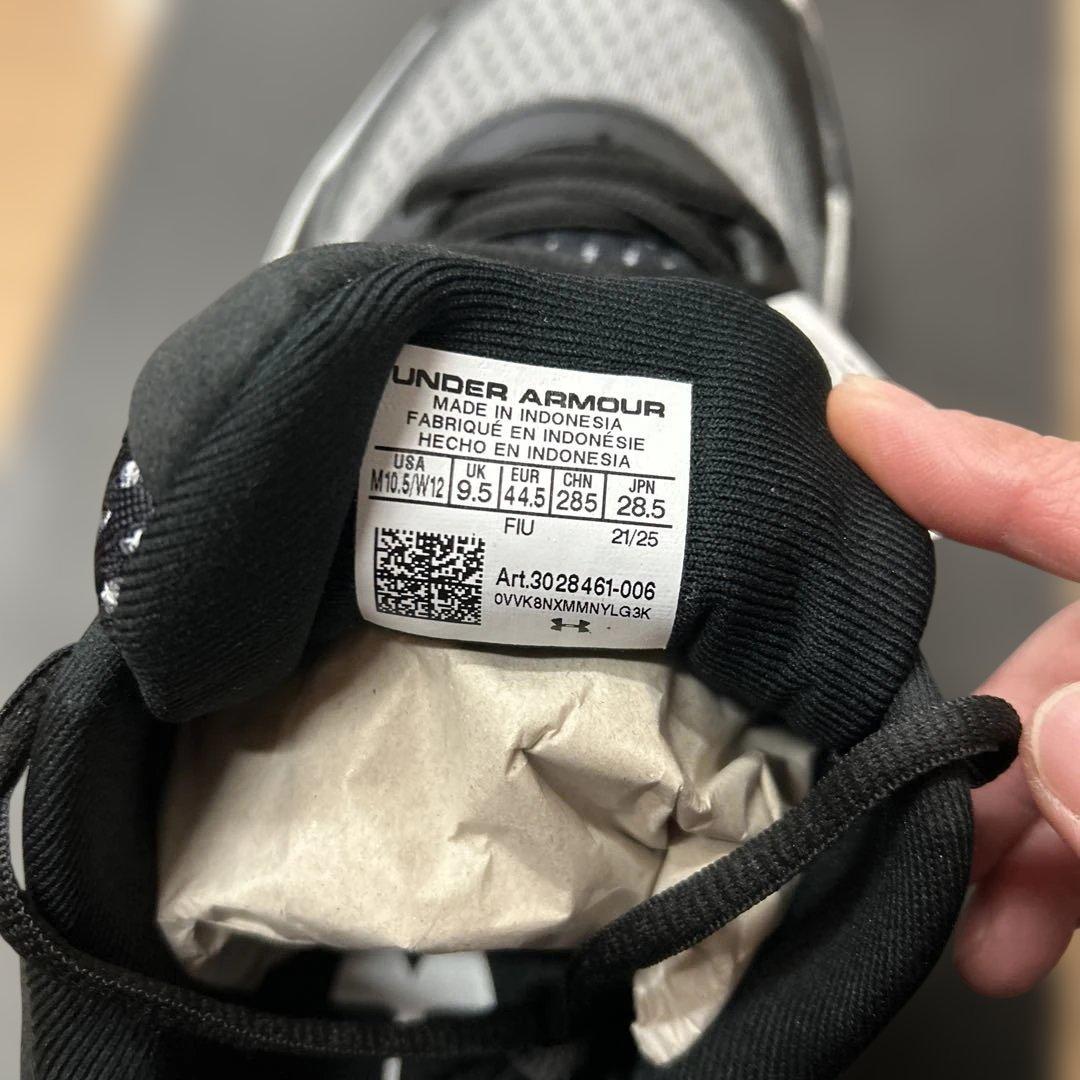 UNDER ARMOUR
MADE IN INDONESIA
FABRIQUÉ EN INDONÉSIE
HECHO EN INDONESIA
USA UK EUR CHN JPN
M10.5/W12 9.5 44.5 285 28.5
FIU 21/25
Art.3028461-006
0VVK8NXMMNYLG3K